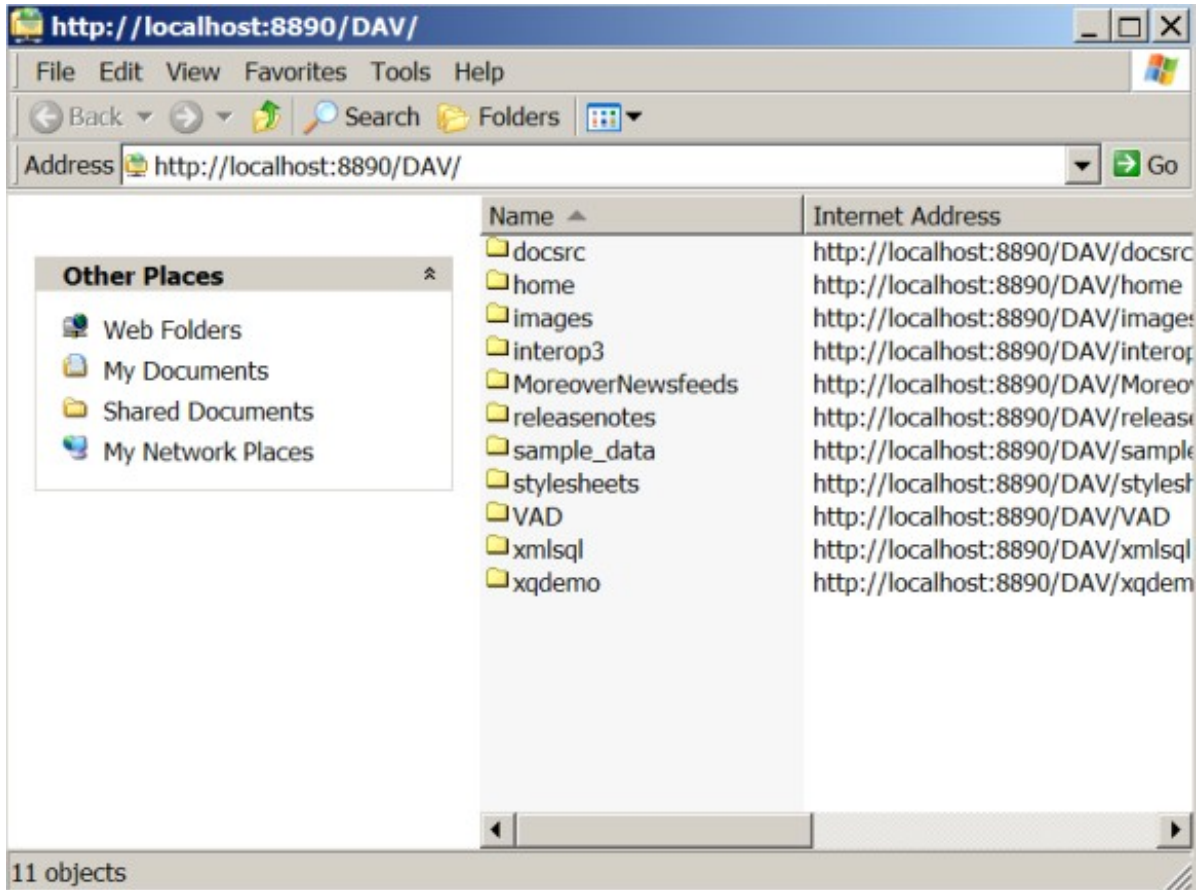 http://localhost:8890/DAV/
File Edit View Favorites Tools Help
Back Search Folders
Address http://localhost:8890/DAV/ Go
Other Places
Web Folders
My Documents
Shared Documents
My Network Places
Name Internet Address
docsrc http://localhost:8890/DAV/docsrc
home http://localhost:8890/DAV/home
images http://localhost:8890/DAV/images
interop3 http://localhost:8890/DAV/interop
MoreoverNewsfeeds http://localhost:8890/DAV/Moreov
releasenotes http://localhost:8890/DAV/release
sample_data http://localhost:8890/DAV/sample
stylesheets http://localhost:8890/DAV/stylesh
VAD http://localhost:8890/DAV/VAD
xmlsql http://localhost:8890/DAV/xmlsql
xqdemo http://localhost:8890/DAV/xqdem
11 objects